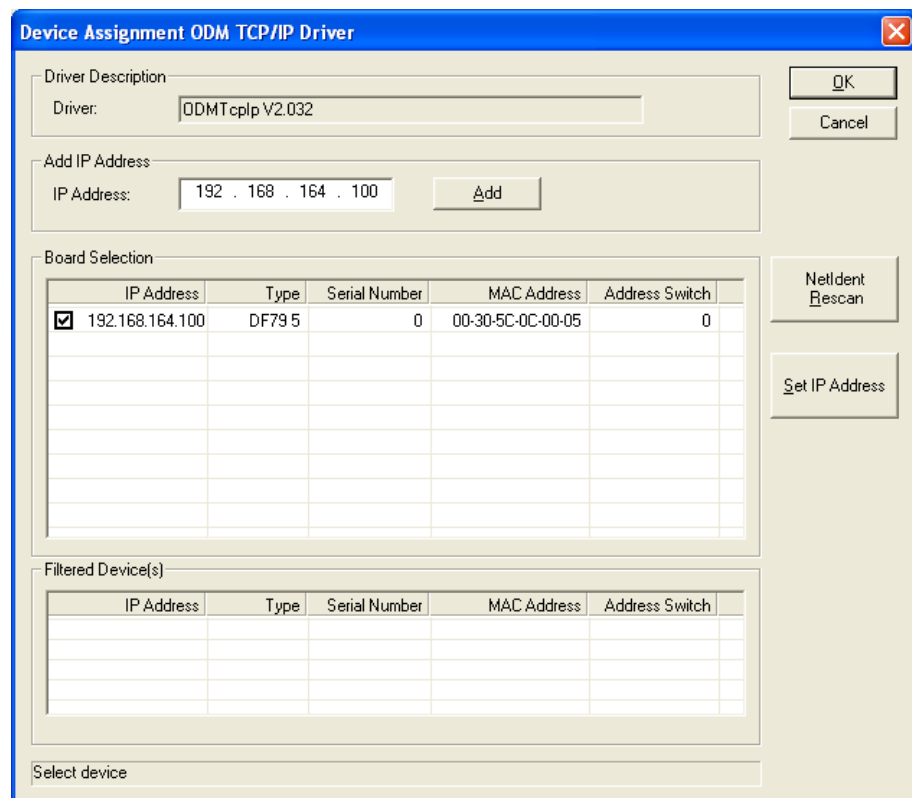 Device Assignment ODM TCP/IP Driver
Driver Description
Driver: ODMTcpIp V2.032
OK
Cancel
Add IP Address
IP Address: 192 . 168 . 164 . 100 Add
Board Selection
IP Address Type Serial Number MAC Address Address Switch
192.168.164.100 DF79 5 0 00-30-5C-0C-00-05 0
NetIdent
Rescan
Set IP Address
Filtered Device(s)
IP Address Type Serial Number MAC Address Address Switch
Select device